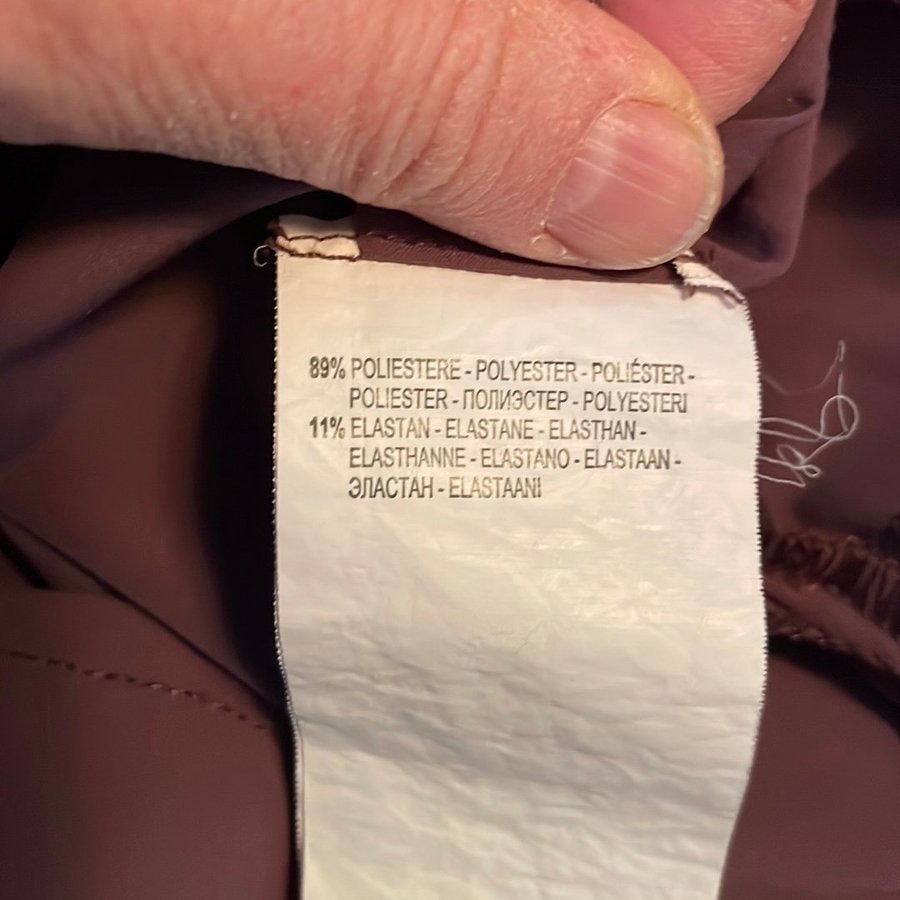 89% POLIESTERE - POLYESTER - POLIÉSTER -
POLIESTER - ПОЛИЭСТЕР - POLYESTERI
11% ELASTAN - ELASTANE - ELASTHAN -
ELASTHANNE - ELASTANO - ELASTAAN -
ЭЛАСТАН - ELASTAANI